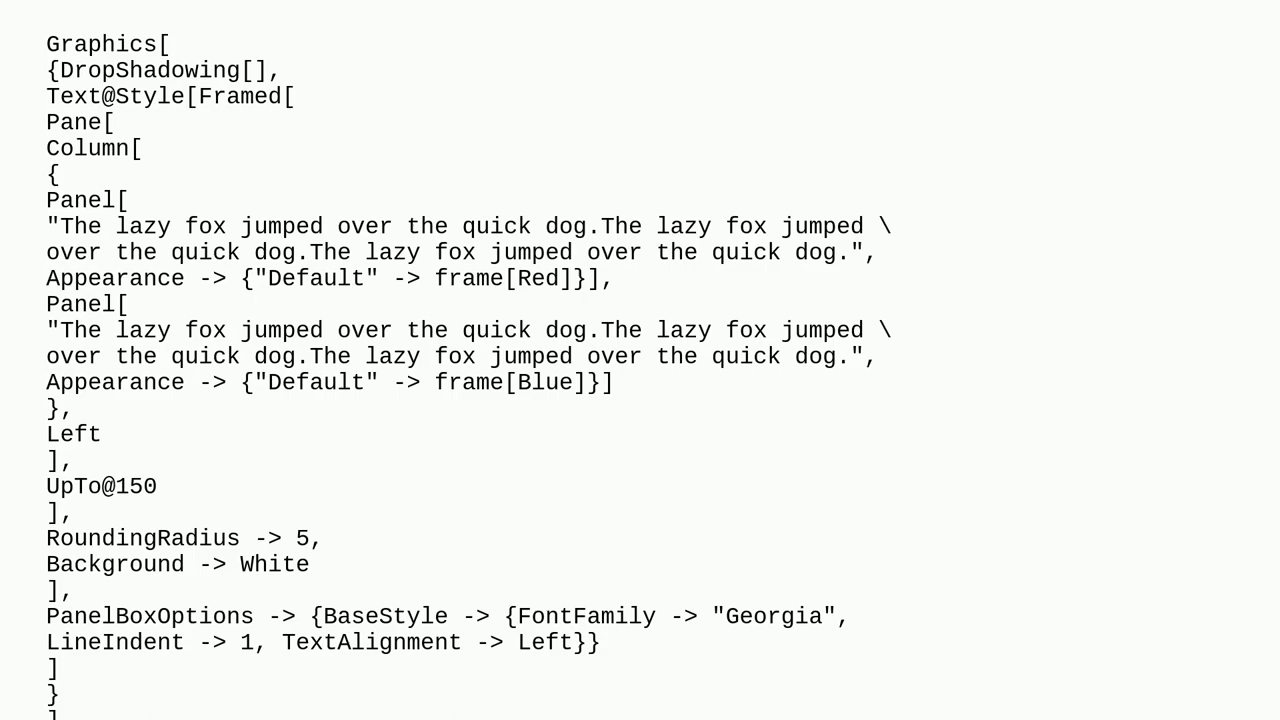 Graphics[
{DropShadowing[],
Text@Style[Framed[
Pane[
Column[
{
Panel[
"The lazy fox jumped over the quick dog.The lazy fox jumped \
over the quick dog.The lazy fox jumped over the quick dog.",
Appearance -> {"Default" -> frame[Red]}],
Panel[
"The lazy fox jumped over the quick dog.The lazy fox jumped \
over the quick dog.The lazy fox jumped over the quick dog.",
Appearance -> {"Default" -> frame[Blue]}]
},
Left
],
UpTo@150
],
RoundingRadius -> 5,
Background -> White
],
PanelBoxOptions -> {BaseStyle -> {FontFamily -> "Georgia",
LineIndent -> 1, TextAlignment -> Left}}
]
}
]